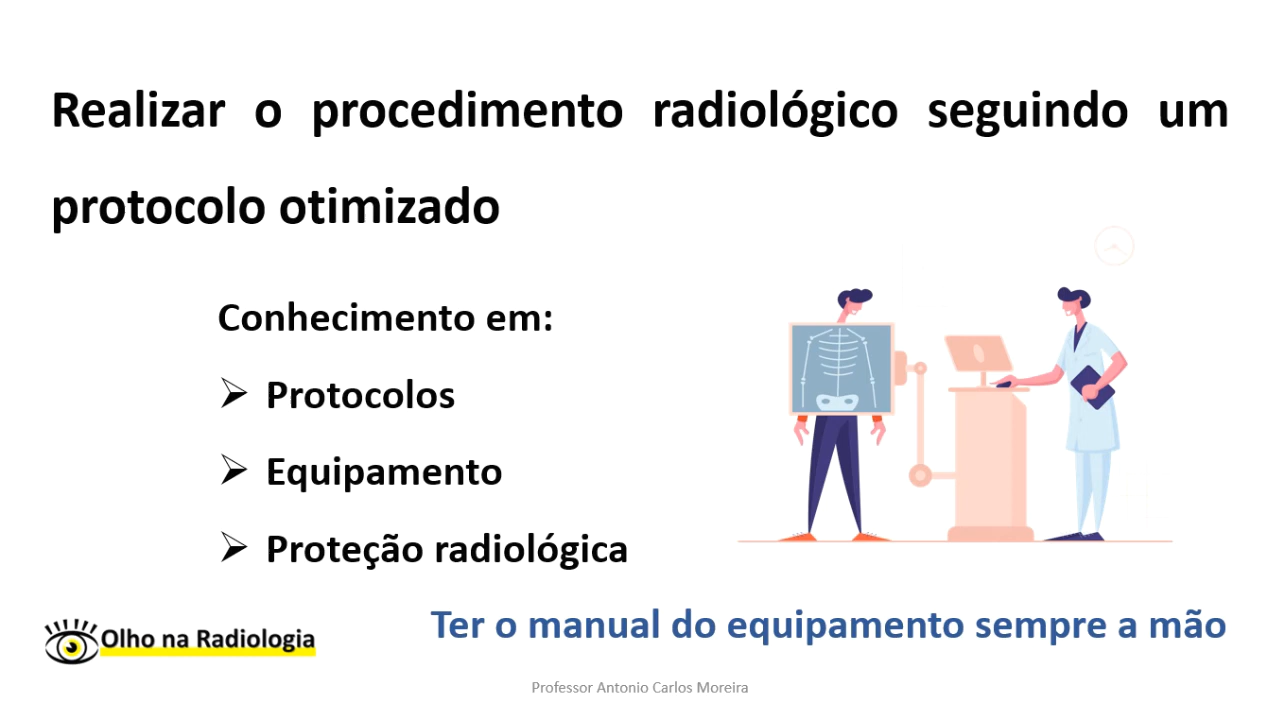 Realizar o procedimento radiológico seguindo um
protocolo otimizado
Conhecimento em:
➢ Protocolos
➢ Equipamento
➢ Proteção radiológica
Ter o manual do equipamento sempre a mão
Olho na Radiologia
Professor Antonio Carlos Moreira